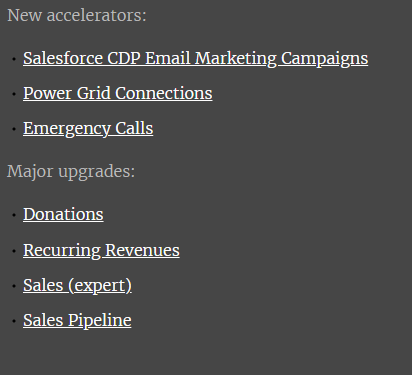 New accelerators:
• Salesforce CDP Email Marketing Campaigns
• Power Grid Connections
• Emergency Calls
Major upgrades:
• Donations
• Recurring Revenues
• Sales (expert)
• Sales Pipeline